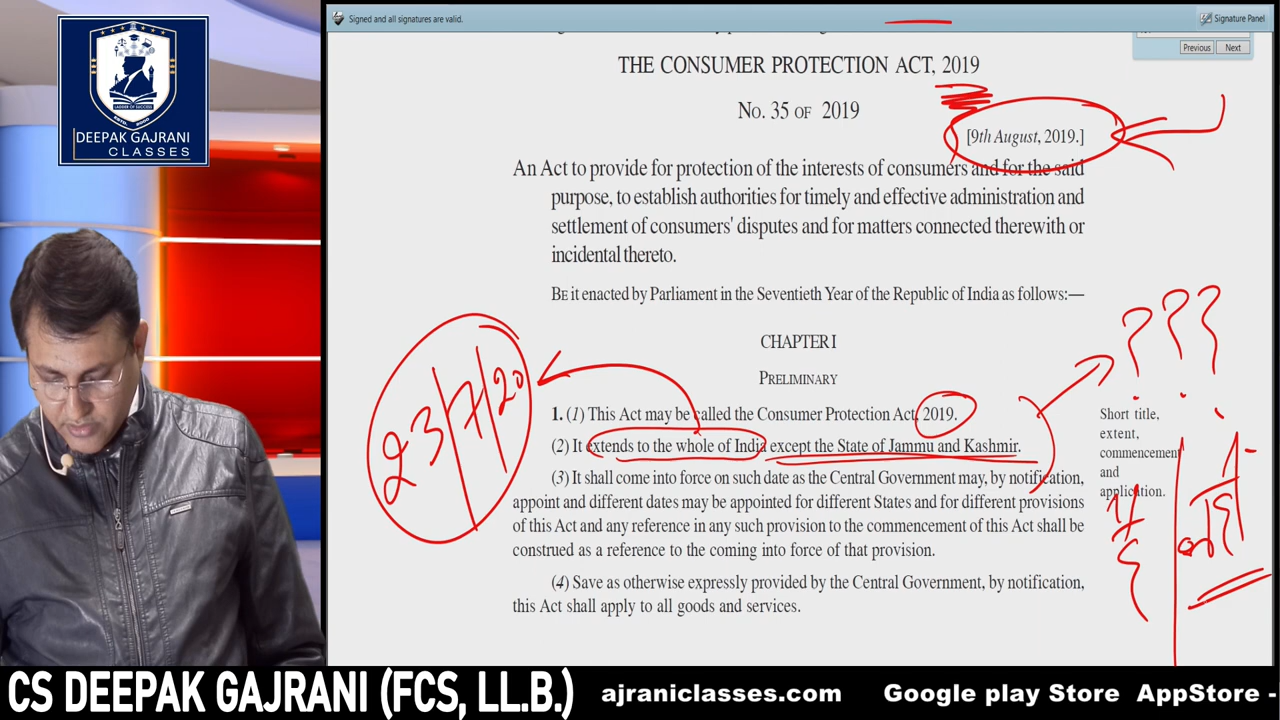 Signed and all signatures are valid.
Signature Panel
Previous Next
THE CONSUMER PROTECTION ACT, 2019
NO. 35 OF 2019
[9th August, 2019.]
An Act to provide for protection of the interests of consumers and for the said
purpose, to establish authorities for timely and effective administration and
settlement of consumers' disputes and for matters connected therewith or
incidental thereto.
BE it enacted by Parliament in the Seventieth Year of the Republic of India as follows:—
CHAPTER I
PRELIMINARY
1. (1) This Act may be called the Consumer Protection Act, 2019.
(2) It extends to the whole of India except the State of Jammu and Kashmir.
(3) It shall come into force on such date as the Central Government may, by notification,
appoint and different dates may be appointed for different States and for different provisions
of this Act and any reference in any such provision to the commencement of this Act shall be
construed as a reference to the coming into force of that provision.
(4) Save as otherwise expressly provided by the Central Government, by notification,
this Act shall apply to all goods and services.
Short title,
extent,
commencement
and
application.
23/7/20
???
LADDER OF SUCCESS
DEEPAK GAJRANI
CLASSES
CS DEEPAK GAJRANI (FCS, LL.B.)
ajraniclasses.com Google play Store AppStore -